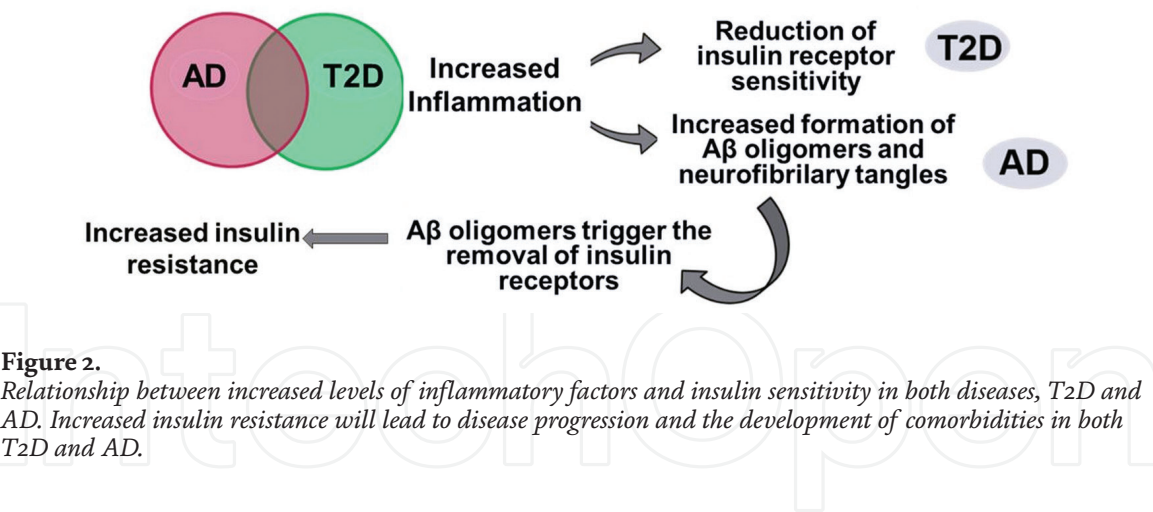 AD
T2D
Increased
Inflammation
Reduction of
insulin receptor
sensitivity
T2D
Increased formation of
Aβ oligomers and
neurofibrilary tangles
AD
Aβ oligomers trigger the
removal of insulin
receptors
Increased insulin
resistance
Figure 2.
Relationship between increased levels of inflammatory factors and insulin sensitivity in both diseases, T2D and
AD. Increased insulin resistance will lead to disease progression and the development of comorbidities in both
T2D and AD.
IntechOpen